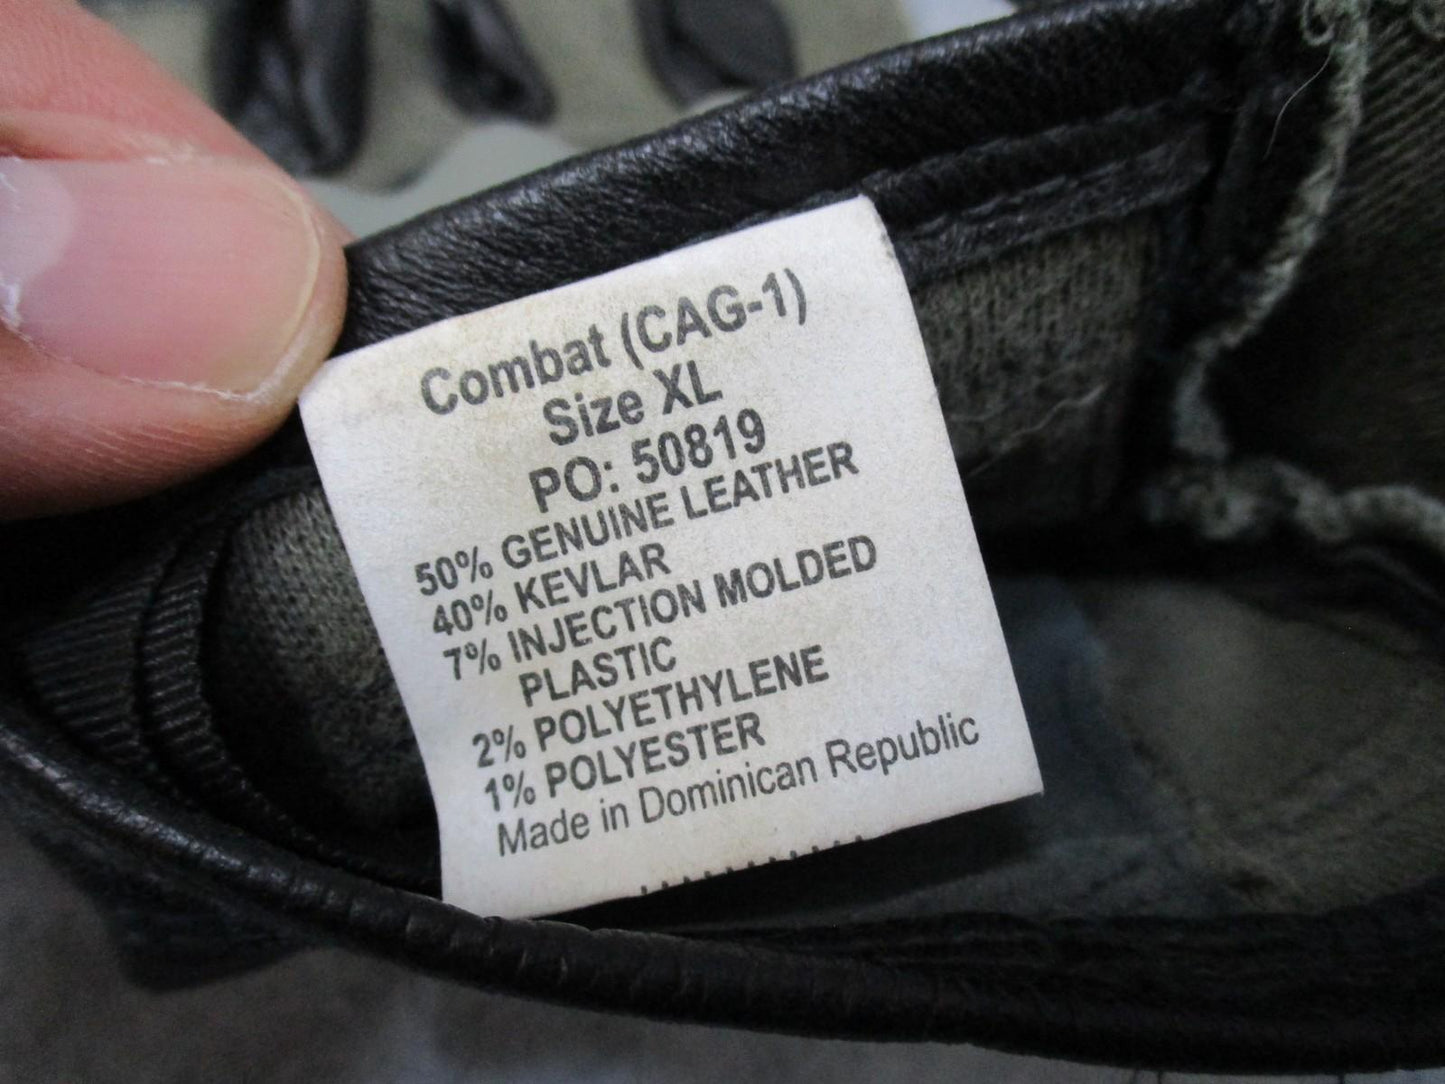 Combat (CAG-1)
Size XL
PO: 50819
50% GENUINE LEATHER
40% KEVLAR
7% INJECTION MOLDED
PLASTIC
2% POLYETHYLENE
1% POLYESTER
Made in Dominican Republic